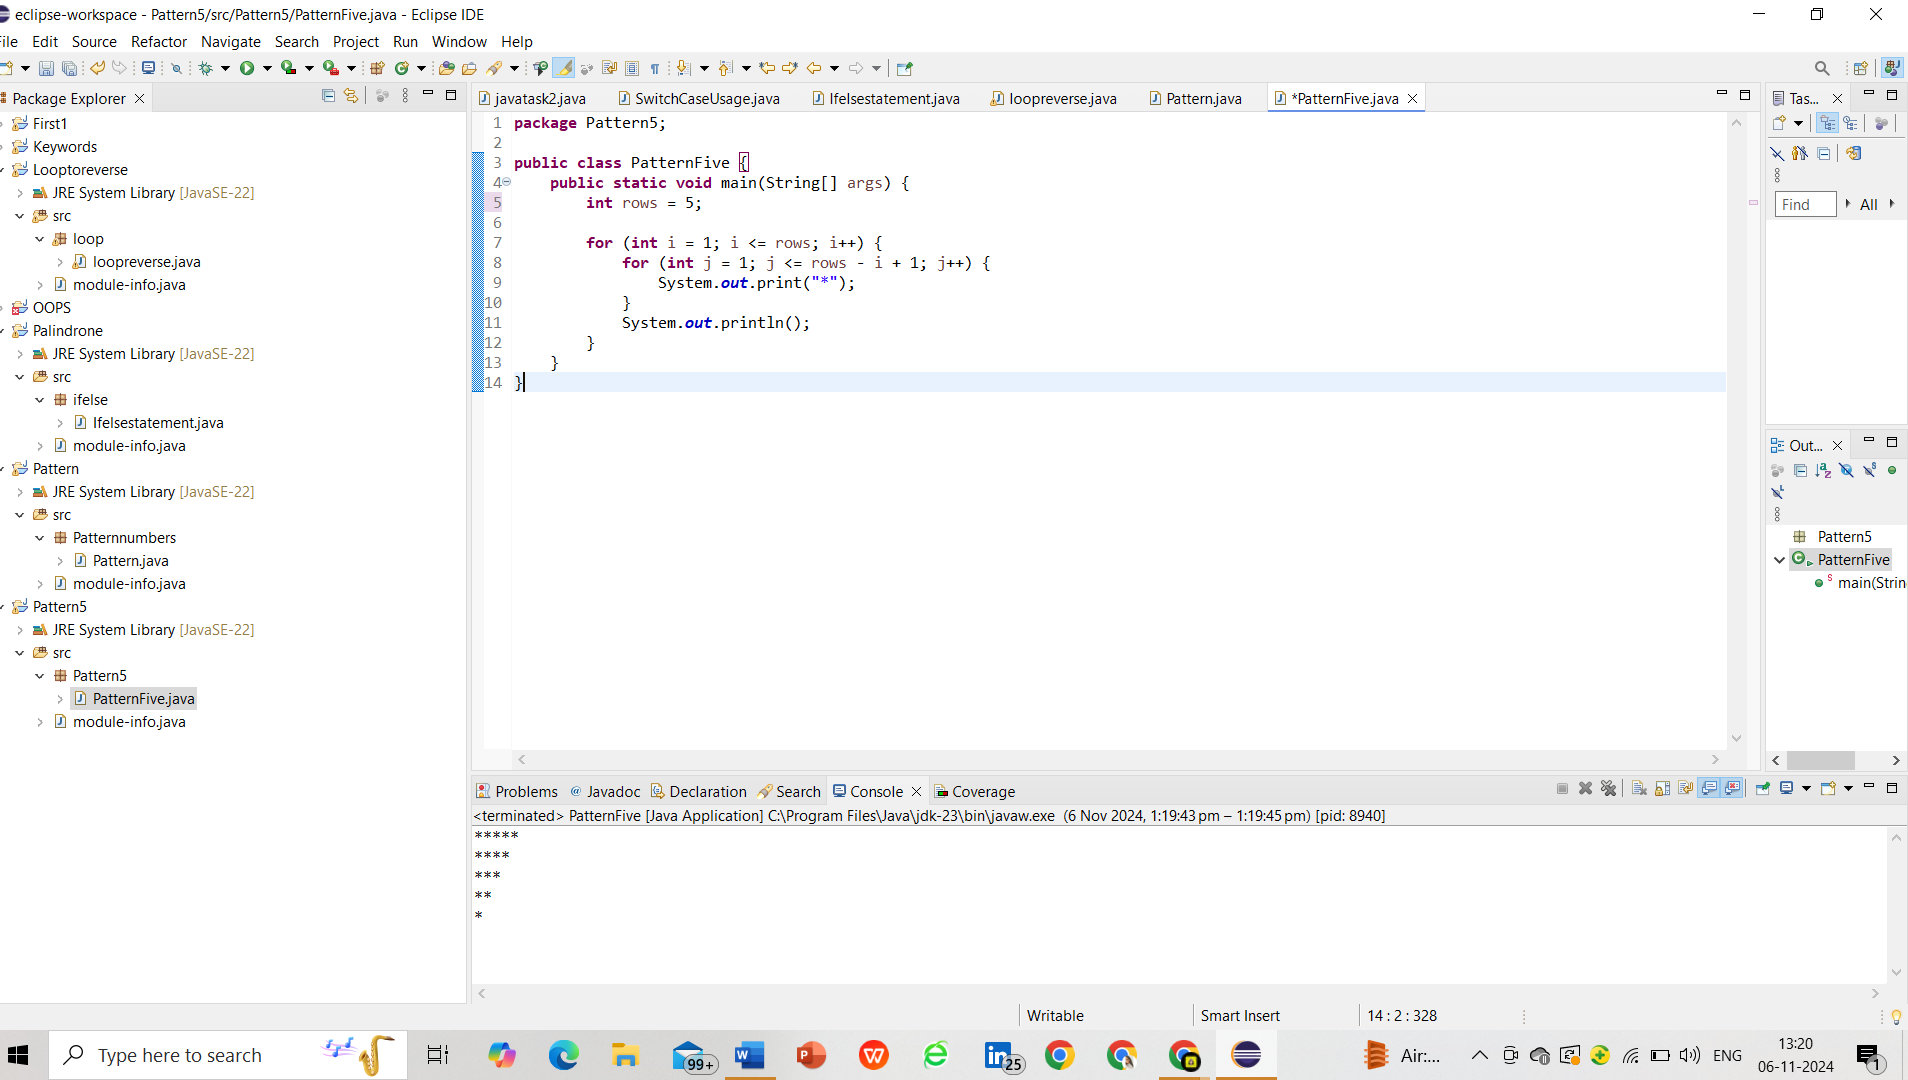 eclipse-workspace - Pattern5/src/Pattern5/PatternFive.java - Eclipse IDE
ile Edit Source Refactor Navigate Search Project Run Window Help
Package Explorer
First1
Keywords
Looptoreverse
JRE System Library [JavaSE-22]
src
loop
loopreverse.java
module-info.java
OOPS
Palindrone
JRE System Library [JavaSE-22]
src
ifelse
Ifelsestatement.java
module-info.java
Pattern
JRE System Library [JavaSE-22]
src
Patternnumbers
Pattern.java
module-info.java
Pattern5
JRE System Library [JavaSE-22]
src
Pattern5
PatternFive.java
module-info.java
javatask2.java SwitchCaseUsage.java Ifelsestatement.java loopreverse.java Pattern.java *PatternFive.java
1 package Pattern5;
2
3 public class PatternFive {
4 public static void main(String[] args) {
5 int rows = 5;
6
7 for (int i = 1; i <= rows; i++) {
8 for (int j = 1; j <= rows - i + 1; j++) {
9 System.out.print("*");
10 }
11 System.out.println();
12 }
13 }
14 }
Tas...
Find All
Out...
Pattern5
PatternFive
main(Strin
Problems Javadoc Declaration Search Console Coverage
<terminated> PatternFive [Java Application] C:\Program Files\Java\jdk-23\bin\javaw.exe (6 Nov 2024, 1:19:43 pm – 1:19:45 pm) [pid: 8940]
*****
****
***
**
*
Writable Smart Insert 14 : 2 : 328
Type here to search
99+
25
Air:...
ENG
13:20
06-11-2024
1